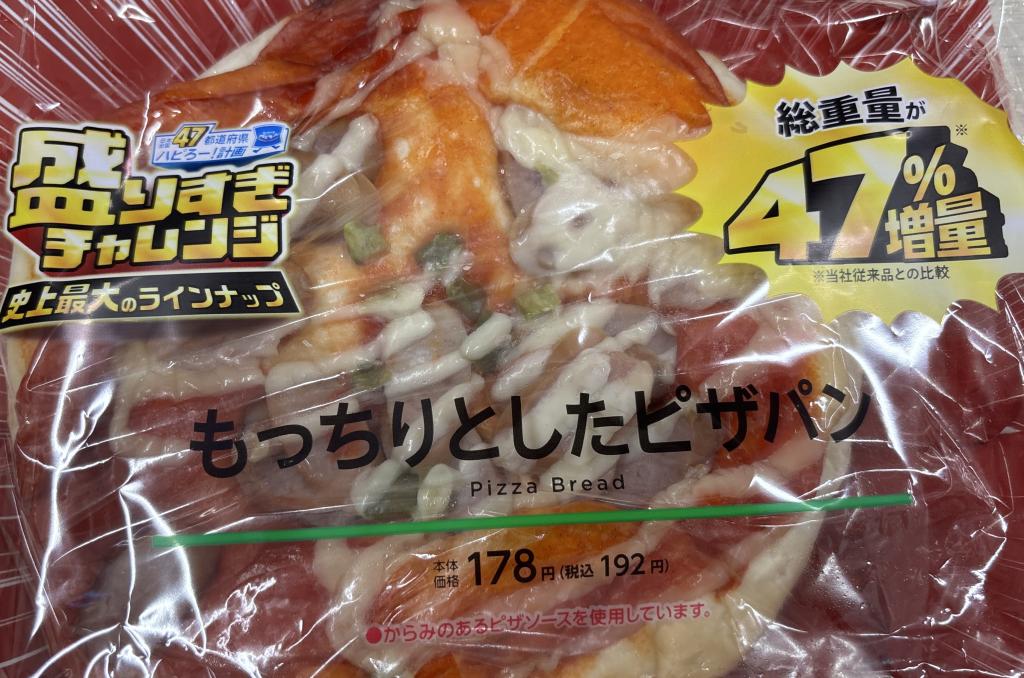 47都道府県
ハピろー!計画
盛りすぎ
チャレンジ
史上最大のラインナップ
総重量が
47%増量※
※当社従来品との比較
もっちりとしたピザパン
Pizza Bread
本体価格 178円(税込 192円)
●からみのあるピザソースを使用しています。